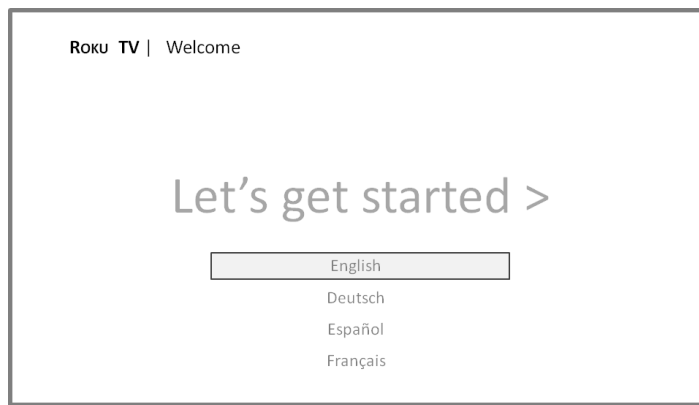 Roku TV | Welcome
Let's get started >
English
Deutsch
Español
Français